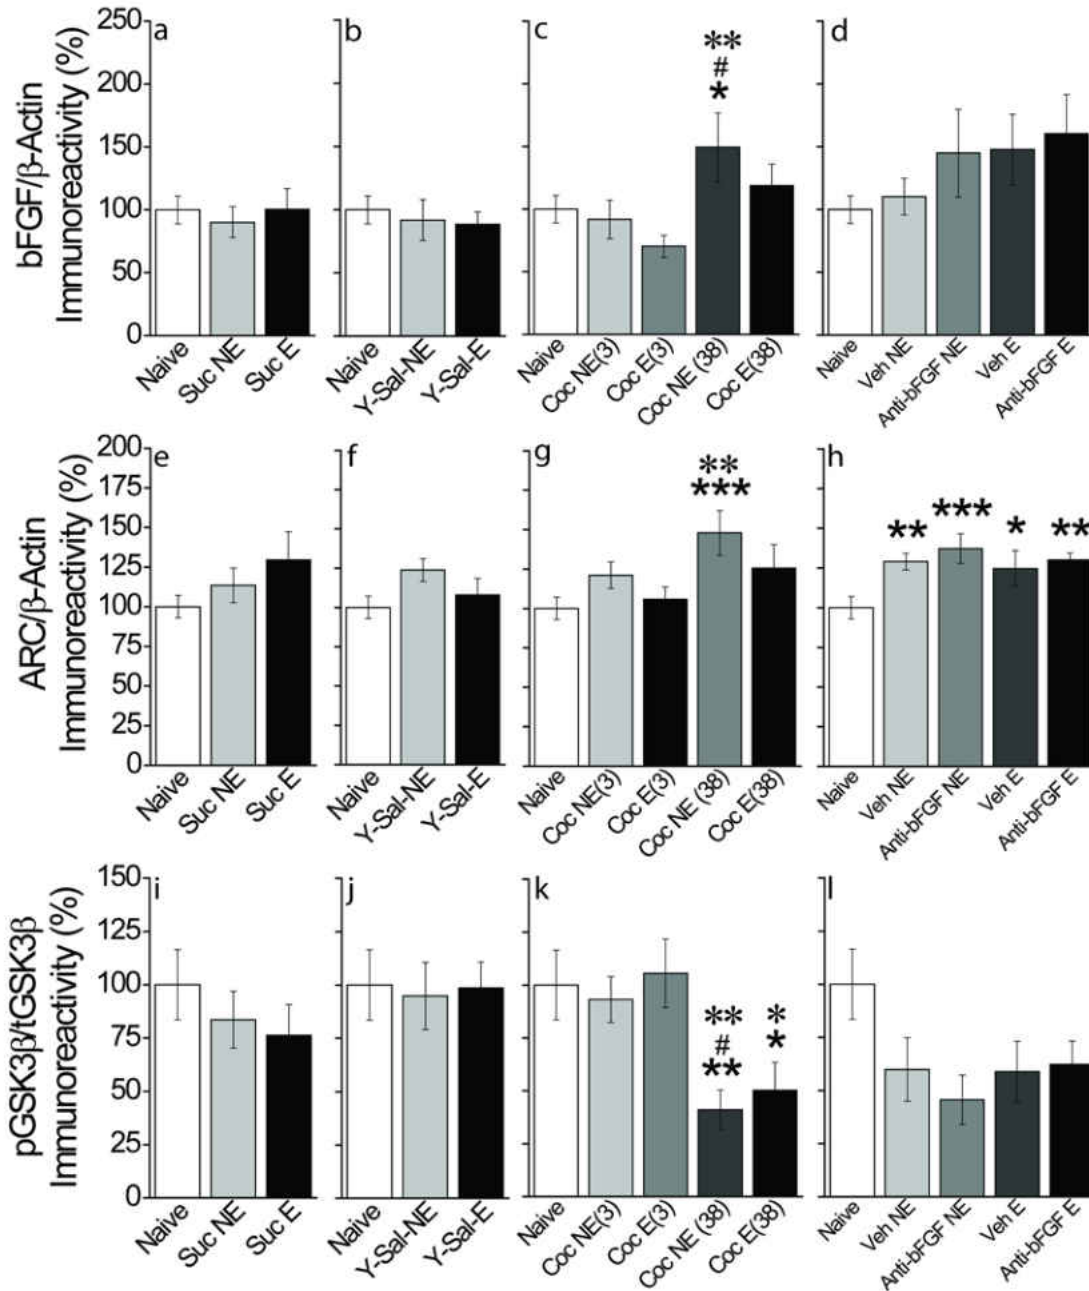 bFGF/β-Actin
Immunoreactivity (%)
250
200
150
100
50
0
a
b
c
d
**
#
*
Naive
Suc NE
Suc E
Naive
Y-Sal-NE
Y-Sal-E
Naive
Coc NE(3)
Coc E(3)
Coc NE (38)
Coc E(38)
Naive
Veh NE
Anti-bFGF NE
Veh E
Anti-bFGF E
ARC/β-Actin
Immunoreactivity (%)
200
175
150
125
100
75
50
25
0
e
f
g
h
**
***
**
***
*
**
Naive
Suc NE
Suc E
Naive
Y-Sal-NE
Y-Sal-E
Naive
Coc NE(3)
Coc E(3)
Coc NE (38)
Coc E(38)
Naive
Veh NE
Anti-bFGF NE
Veh E
Anti-bFGF E
pGSK3β/tGSK3β
Immunoreactivity (%)
150
125
100
75
50
25
0
i
j
k
l
**
#
**
*
*
Naive
Suc NE
Suc E
Naive
Y-Sal-NE
Y-Sal-E
Naive
Coc NE(3)
Coc E(3)
Coc NE (38)
Coc E(38)
Naive
Veh NE
Anti-bFGF NE
Veh E
Anti-bFGF E